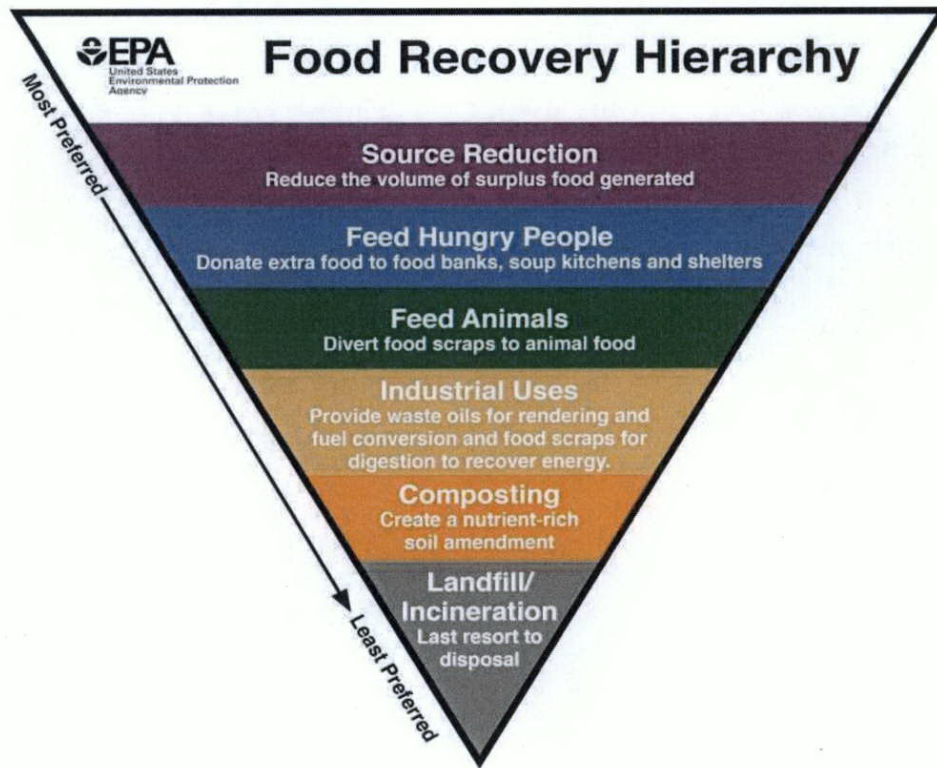 EPA
United States
Environmental Protection
Agency
Food Recovery Hierarchy
Most Preferred
Source Reduction
Reduce the volume of surplus food generated
Feed Hungry People
Donate extra food to food banks, soup kitchens and shelters
Feed Animals
Divert food scraps to animal food
Industrial Uses
Provide waste oils for rendering and
fuel conversion and food scraps for
digestion to recover energy.
Composting
Create a nutrient-rich
soil amendment
Landfill/
Incineration
Last resort to
disposal
Least Preferred